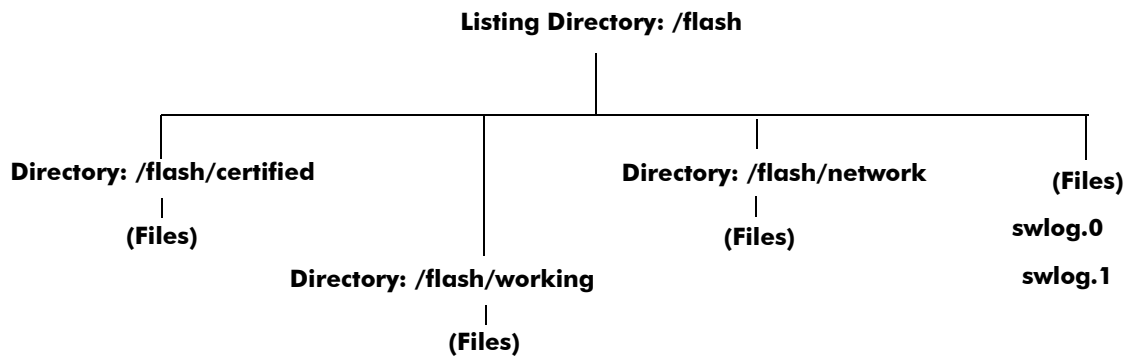 Listing Directory: /flash
Directory: /flash/certified
(Files)
Directory: /flash/working
(Files)
Directory: /flash/network
(Files)
(Files)
swlog.0
swlog.1